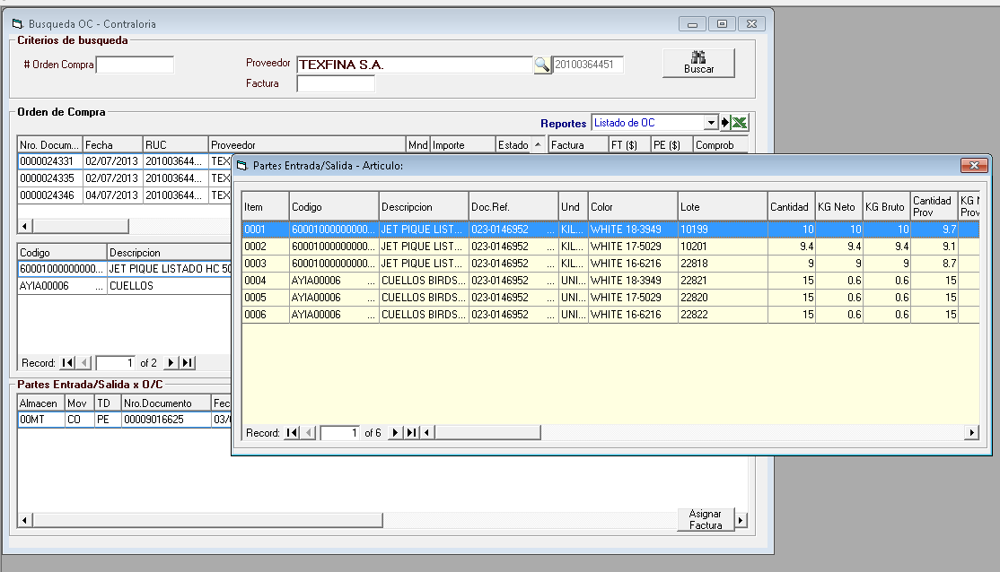 Busqueda OC - Contraloria
Criterios de busqueda
# Orden Compra
Proveedor TEXFINA S.A. 20100364451
Buscar
Factura
Orden de Compra
Reportes Listado de OC
Nro. Docum... Fecha RUC Proveedor Mnd Importe Estado Factura FT ($) PE ($) Comprob
0000024331 02/07/2013 201003644... TEX
0000024335 02/07/2013 201003644... TEX
0000024346 04/07/2013 201003644... TEX
Codigo Descripcion
60001000000000... JET PIQUE LISTADO HC 50
AYIA00006 ... CUELLOS
Record: 1 of 2
Partes Entrada/Salida x O/C
Almacen Mov TD Nro.Documento Fec
00MT CO PE 00009016625 03/
Asignar
Factura
Partes Entrada/Salida - Articulo:
Item Codigo Descripcion Doc.Ref. Und Color Lote Cantidad KG Neto KG Bruto Cantidad Prov KG Prov
0001 60001000000000... JET PIQUE LIST... 023-0146952 ... KIL... WHITE 18-3949 10199 10 10 10 9.7
0002 60001000000000... JET PIQUE LIST... 023-0146952 ... KIL... WHITE 17-5029 10201 9.4 9.4 9.4 9.1
0003 60001000000000... JET PIQUE LIST... 023-0146952 ... KIL... WHITE 16-6216 22818 9 9 9 8.7
0004 AYIA00006 ... CUELLOS BIRDS... 023-0146952 ... UNI... WHITE 18-3949 22821 15 0.6 0.6 15
0005 AYIA00006 ... CUELLOS BIRDS... 023-0146952 ... UNI... WHITE 17-5029 22820 15 0.6 0.6 15
0006 AYIA00006 ... CUELLOS BIRDS... 023-0146952 ... UNI... WHITE 16-6216 22822 15 0.6 0.6 15
Record: 1 of 6